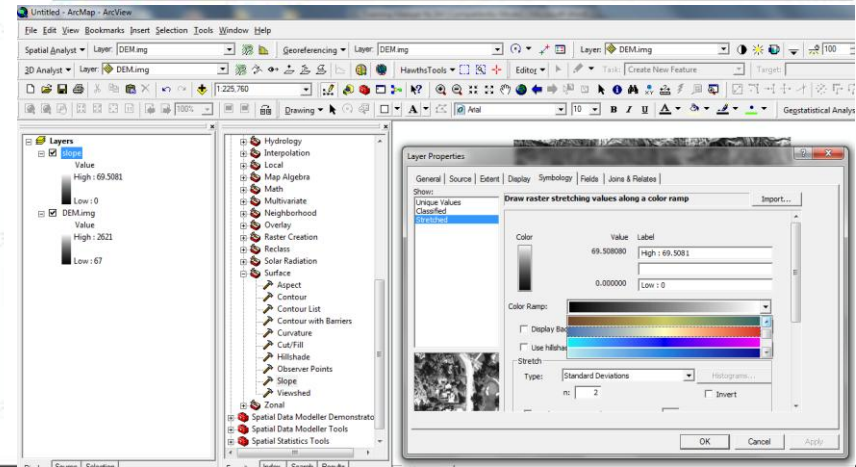 Untitled - ArcMap - ArcView
File Edit View Bookmarks Insert Selection Tools Window Help
Spatial Analyst Layer: DEM.img Georeferencing Layer: DEM.img Layer: DEM.img 100
3D Analyst Layer: DEM.img HawthsTools Editor Task: Create New Feature Target:
1:225,760
100% Drawing Arial 10 B I U A Geostatistical Analyst
Layers
slope
Value
High : 69.5081
Low : 0
DEM.img
Value
High : 2621
Low : 67
Hydrology
Interpolation
Local
Map Algebra
Math
Multivariate
Neighborhood
Overlay
Raster Creation
Reclass
Solar Radiation
Surface
Aspect
Contour
Contour List
Contour with Barriers
Curvature
Cut/Fill
Hillshade
Observer Points
Slope
Viewshed
Zonal
Spatial Data Modeller Demonstrato
Spatial Data Modeller Tools
Spatial Statistics Tools
Layer Properties
General Source Extent Display Symbology Fields Joins & Relates
Show:
Unique Values
Classified
Stretched
Draw raster stretching values along a color ramp
Import...
Color Value Label
69.508080 High : 69.5081
0.000000 Low : 0
Color Ramp:
Display Bac
Use hillshad
Stretch
Type: Standard Deviations Histograms...
n: 2 Invert
OK Cancel Apply